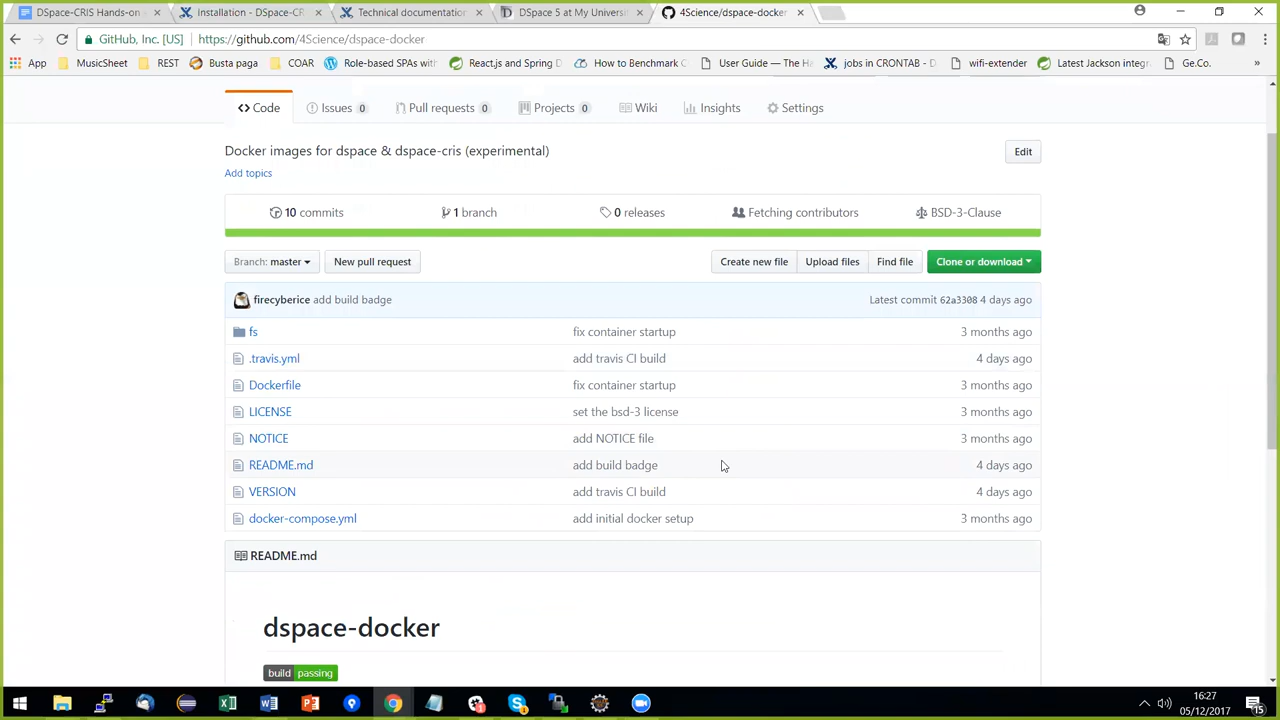 DSpace-CRIS Hands-on w
Installation - DSpace-CR
Technical documentation
DSpace 5 at My Universi
4Science/dspace-docker
GitHub, Inc. [US]
https://github.com/4Science/dspace-docker
App
MusicSheet
REST
Busta paga
COAR
Role-based SPAs with
React.js and Spring D
How to Benchmark C
User Guide — The Ha
jobs in CRONTAB - D
wifi-extender
Latest Jackson integr
Ge.Co.
»
<> Code
Issues 0
Pull requests 0
Projects 0
Wiki
Insights
Settings
Docker images for dspace & dspace-cris (experimental)
Edit
Add topics
10 commits
1 branch
0 releases
Fetching contributors
BSD-3-Clause
Branch: master
New pull request
Create new file
Upload files
Find file
Clone or download
firecyberice add build badge
Latest commit 62a3308 4 days ago
fs
fix container startup
3 months ago
.travis.yml
add travis CI build
4 days ago
Dockerfile
fix container startup
3 months ago
LICENSE
set the bsd-3 license
3 months ago
NOTICE
add NOTICE file
3 months ago
README.md
add build badge
4 days ago
VERSION
add travis CI build
4 days ago
docker-compose.yml
add initial docker setup
3 months ago
README.md
dspace-docker
build passing
16:27
05/12/2017
15